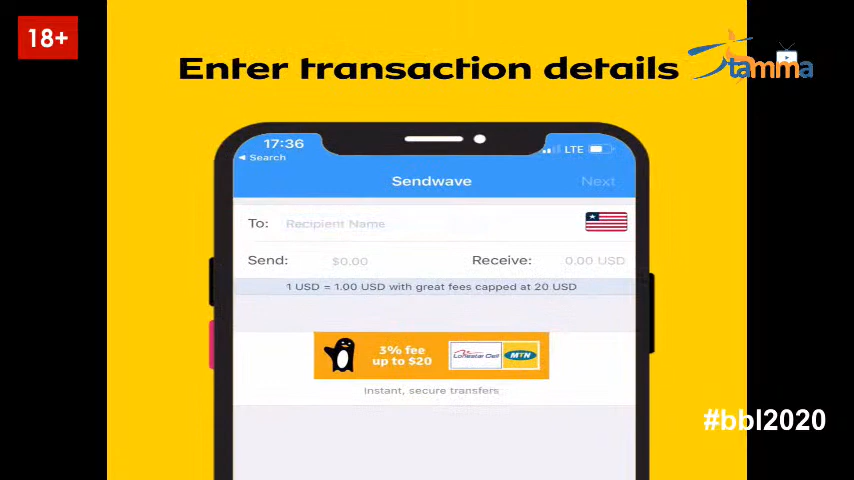 18+
Enter transaction details
tamma
17:36
LTE
◄ Search
Sendwave
Next
To: Recipient Name
Send: $0.00 Receive: 0.00 USD
1 USD = 1.00 USD with great fees capped at 20 USD
3% fee
up to $20
Lonestar Cell
MTN
Instant, secure transfers
#bbl2020